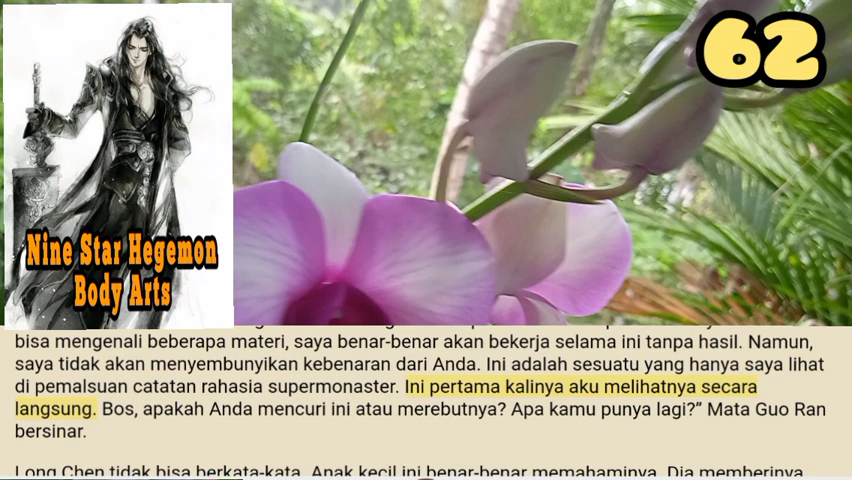 62
Nine Star Hegemon
Body Arts
bisa mengenali beberapa materi, saya benar-benar akan bekerja selama ini tanpa hasil. Namun,
saya tidak akan menyembunyikan kebenaran dari Anda. Ini adalah sesuatu yang hanya saya lihat
di pemalsuan catatan rahasia supermonaster. Ini pertama kalinya aku melihatnya secara
langsung. Bos, apakah Anda mencuri ini atau merebutnya? Apa kamu punya lagi?” Mata Guo Ran
bersinar.
Long Chen tidak bisa berkata-kata. Anak kecil ini benar-benar memahaminya. Dia memberinya